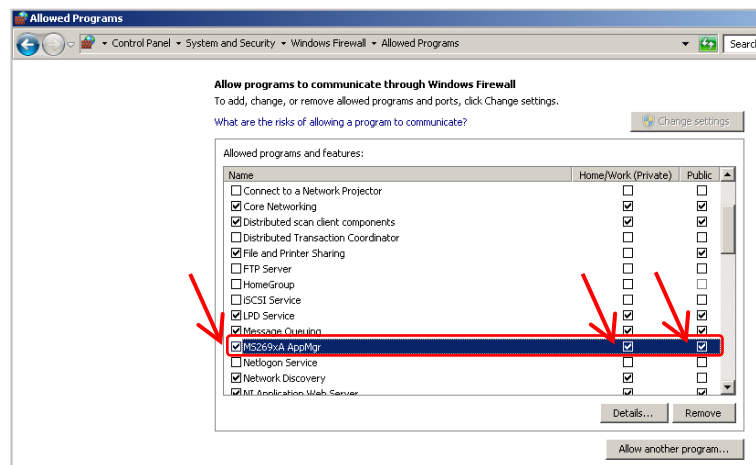 Allowed Programs
Control Panel System and Security Windows Firewall Allowed Programs Search
Allow programs to communicate through Windows Firewall
To add, change, or remove allowed programs and ports, click Change settings.
What are the risks of allowing a program to communicate?
Change settings
Allowed programs and features:
Name Home/Work (Private) Public
Connect to a Network Projector
Core Networking
Distributed scan client components
Distributed Transaction Coordinator
File and Printer Sharing
FTP Server
HomeGroup
iSCSI Service
LPD Service
Message Queuing
MS269xA AppMgr
Netlogon Service
Network Discovery
NI Application Web Server
Details... Remove
Allow another program...